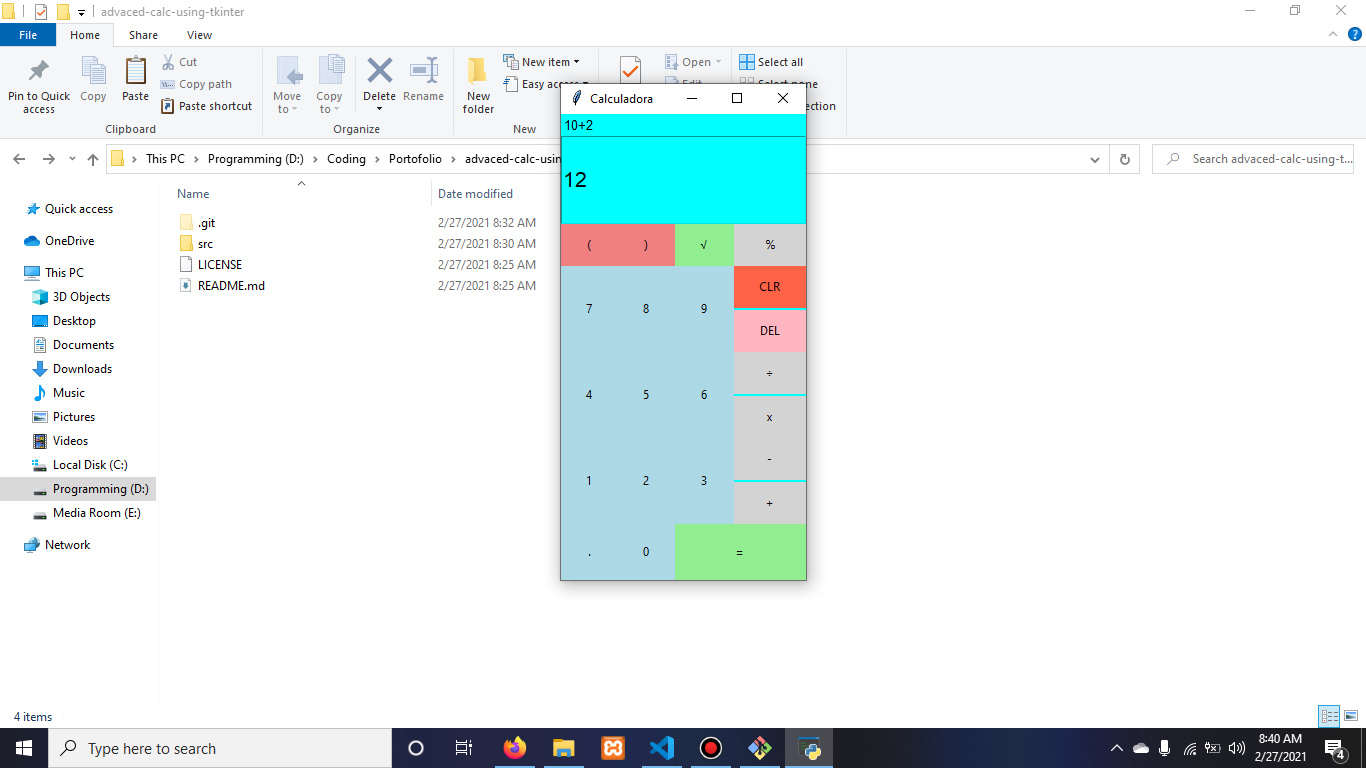 advaced-calc-using-tkinter
File Home Share View
Pin to Quick access
Copy
Paste
Cut
Copy path
Paste shortcut
Clipboard
Move to
Copy to
Delete
Rename
Organize
New folder
New item
Easy access
New
Open
Edit
Select all
Select none
Calculadora
10+2
12
( ) √ %
7 8 9 CLR
DEL
÷
4 5 6
x
-
1 2 3
+
. 0 =
This PC Programming (D:) Coding Portofolio
Search advaced-calc-using-t...
Name Date modified
.git 2/27/2021 8:32 AM
src 2/27/2021 8:30 AM
LICENSE 2/27/2021 8:25 AM
README.md 2/27/2021 8:25 AM
Quick access
OneDrive
This PC
3D Objects
Desktop
Documents
Downloads
Music
Pictures
Videos
Local Disk (C:)
Programming (D:)
Media Room (E:)
Network
4 items
Type here to search
8:40 AM
2/27/2021
4